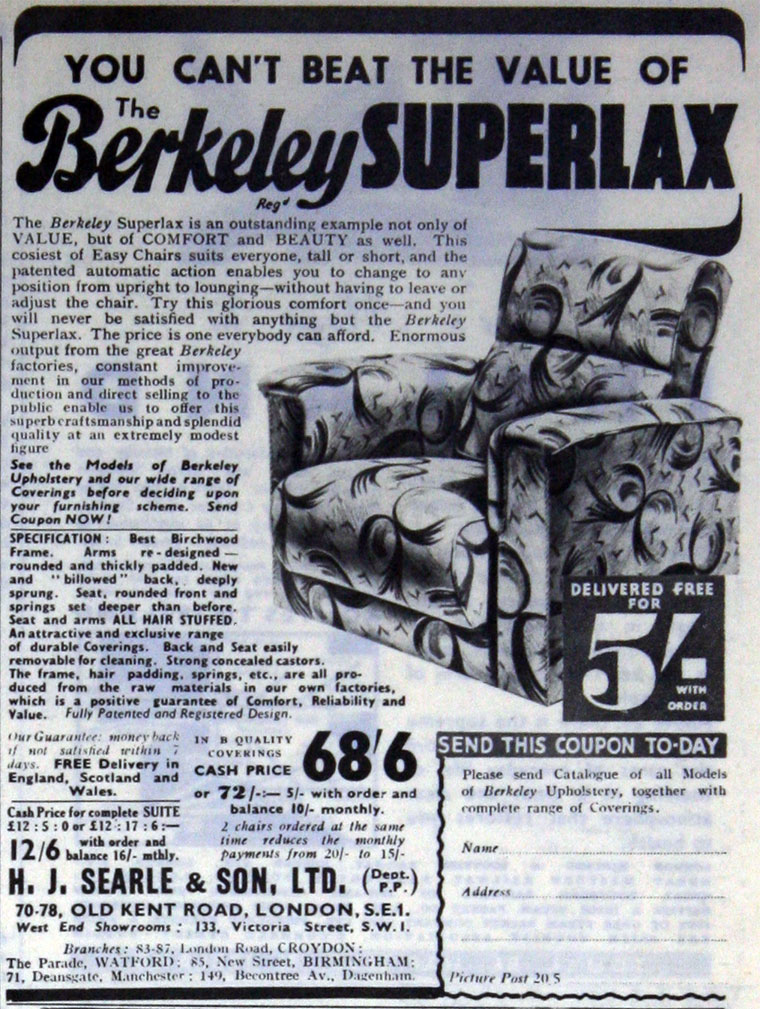 YOU CAN'T BEAT THE VALUE OF
The Berkeley SUPERLAX
Regd
The Berkeley Superlax is an outstanding example not only of
VALUE, but of COMFORT and BEAUTY as well. This
cosiest of Easy Chairs suits everyone, tall or short, and the
patented automatic action enables you to change to any
position from upright to lounging—without having to leave or
adjust the chair. Try this glorious comfort once—and you
will never be satisfied with anything but the Berkeley
Superlax. The price is one everybody can afford. Enormous
output from the great Berkeley
factories, constant improve-
ment in our methods of pro-
duction and direct selling to the
public enable us to offer this
superb craftsmanship and splendid
quality at an extremely modest
figure
See the Models of Berkeley
Upholstery and our wide range of
Coverings before deciding upon
your furnishing scheme. Send
Coupon NOW!
SPECIFICATION: Best Birchwood
Frame. Arms re-designed—
rounded and thickly padded. New
and "billowed" back, deeply
sprung. Seat, rounded front and
springs set deeper than before.
Seat and arms ALL HAIR STUFFED.
An attractive and exclusive range
of durable Coverings. Back and Seat easily
removable for cleaning. Strong concealed castors.
The frame, hair padding, springs, etc., are all pro-
duced from the raw materials in our own factories,
which is a positive guarantee of Comfort, Reliability and
Value. Fully Patented and Registered Design.
DELIVERED FREE
FOR
5/-
WITH
ORDER
Our Guarantee: money back
if not satisfied within 7
days. FREE Delivery in
England, Scotland and
Wales.
Cash Price for complete SUITE
£12 : 5 : 0 or £12 : 17 : 6 :—
12/6 with order and
balance 16/- mthly.
IN B QUALITY
COVERINGS
CASH PRICE 68'6
or 72/-:— 5/- with order and
balance 10/- monthly.
2 chairs ordered at the same
time reduces the monthly
payments from 20/- to 15/-
H. J. SEARLE & SON, LTD. (Dept. P.P.)
70-78, OLD KENT ROAD, LONDON, S.E.1.
West End Showrooms: 133, Victoria Street, S.W.1.
Branches: 83-87, London Road, CROYDON;
The Parade, WATFORD; 85, New Street, BIRMINGHAM;
71, Deansgate, Manchester; 149, Becontree Av., Dagenham.
SEND THIS COUPON TO-DAY
Please send Catalogue of all Models
of Berkeley Upholstery, together with
complete range of Coverings.
Name
Address
Picture Post 20.5